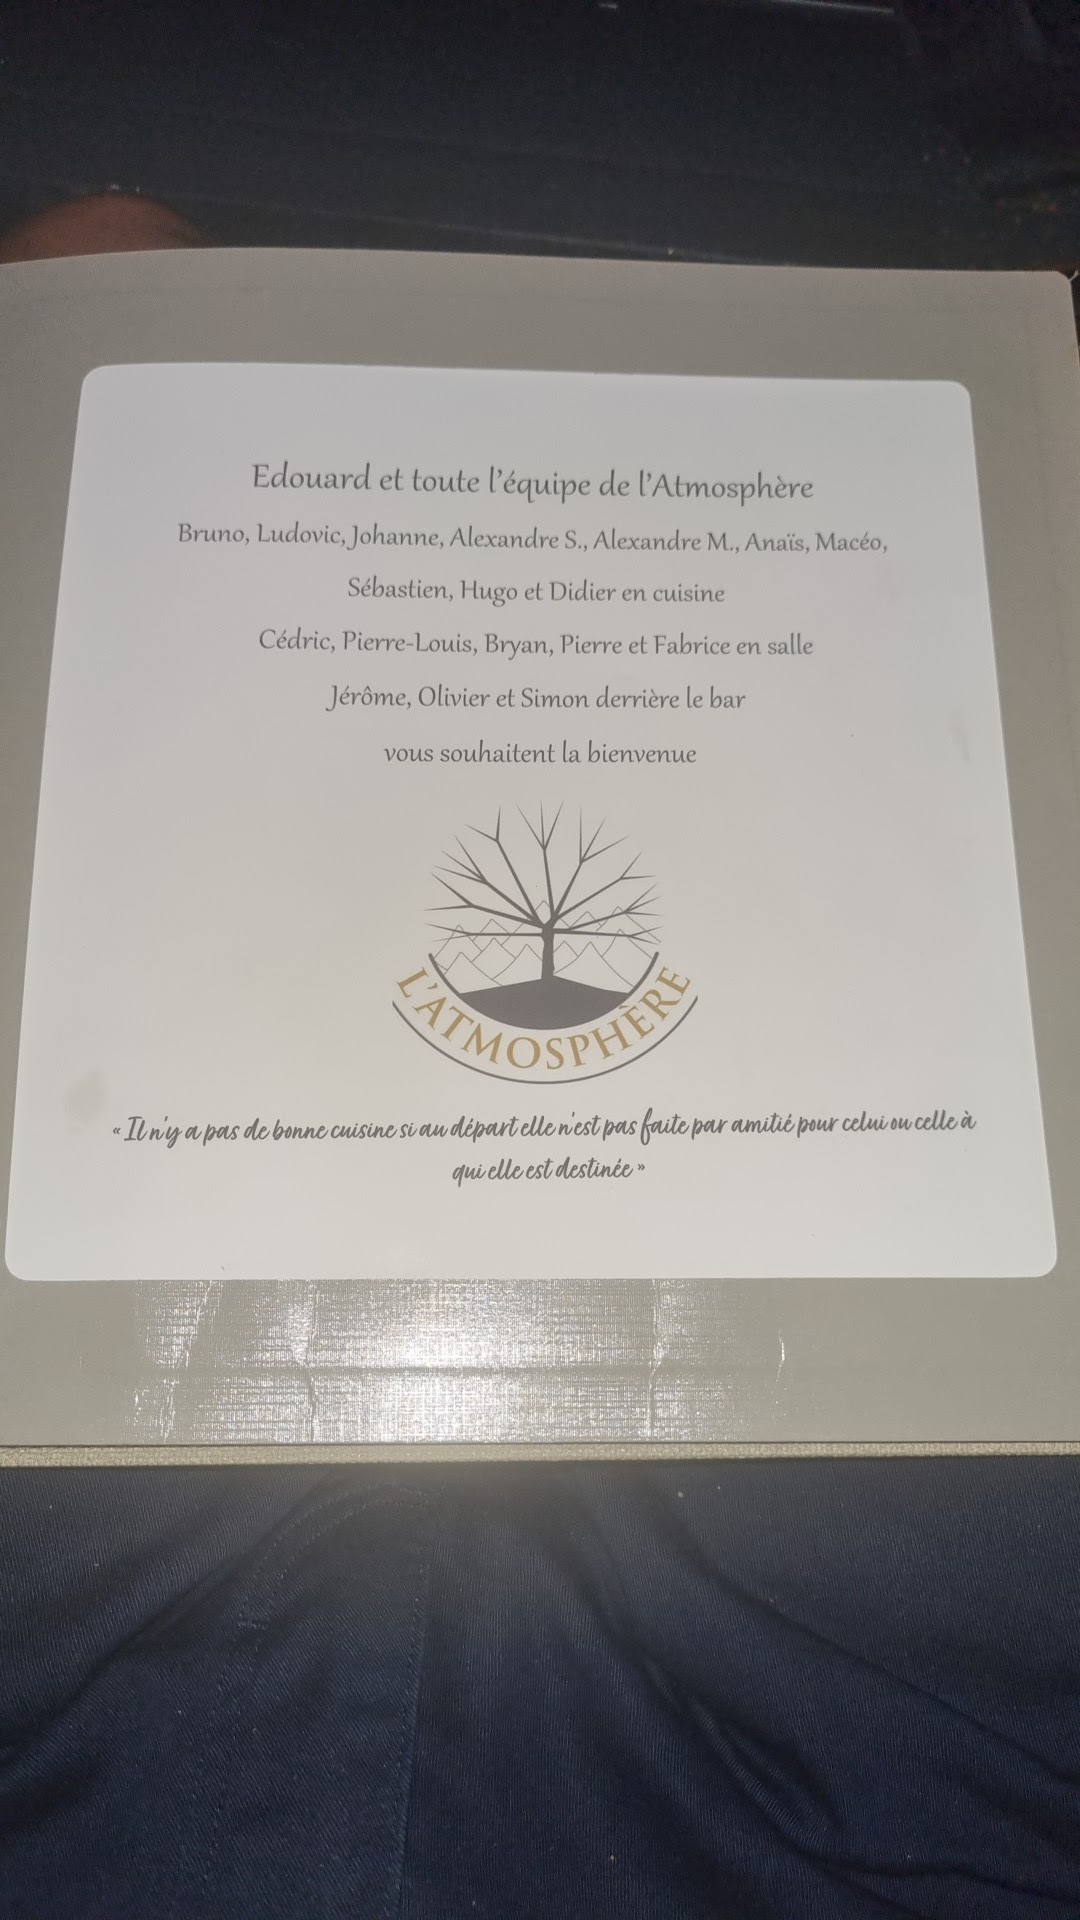 Edouard et toute l'équipe de l'Atmosphère
Bruno, Ludovic, Johanne, Alexandre S., Alexandre M., Anaïs, Macéo,
Sébastien, Hugo et Didier en cuisine
Cédric, Pierre-Louis, Bryan, Pierre et Fabrice en salle
Jérôme, Olivier et Simon derrière le bar
vous souhaitent la bienvenue
L'ATMOSPHÈRE
« Il n'y a pas de bonne cuisine si au départ elle n'est pas faite par amitié pour celui ou celle à
qui elle est destinée »